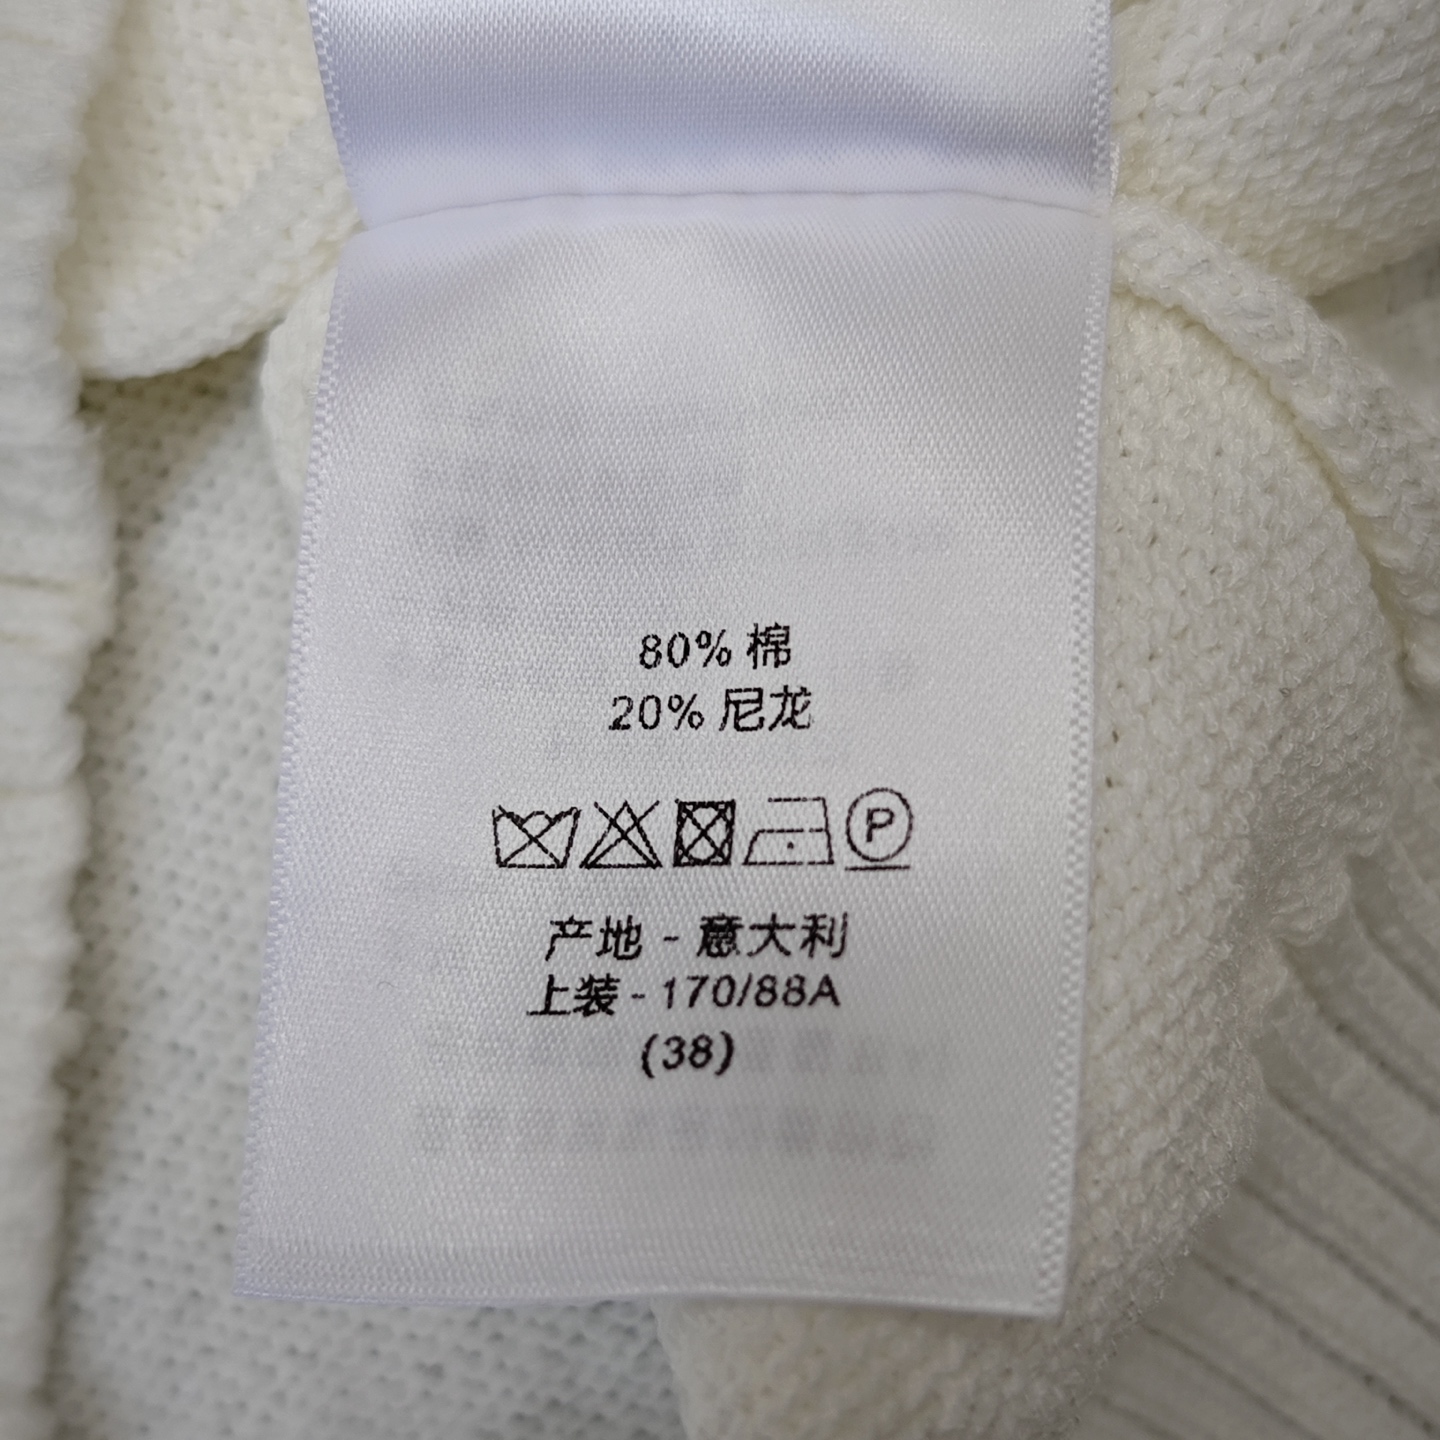 80% 棉
20% 尼龙
P
产地 - 意大利
上装 - 170/88A
(38)